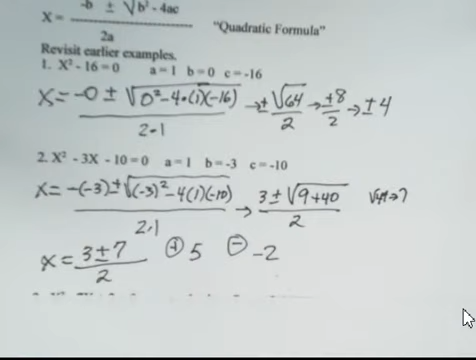 X = -b ± √b² - 4ac / 2a "Quadratic Formula"
Revisit earlier examples.
1. X² - 16 = 0 a = 1 b = 0 c = -16
X = -0 ± √0² - 4·(1)(-16) / 2·1 → ± √64 / 2 → ±8 / 2 → ± 4
2. X² - 3X - 10 = 0 a = 1 b = -3 c = -10
x = -(-3) ± √(-3)² - 4(1)(-10) / 2·1 → 3 ± √9+40 / 2 √49 → 7
x = 3 ± 7 / 2 (+) 5 (-) -2